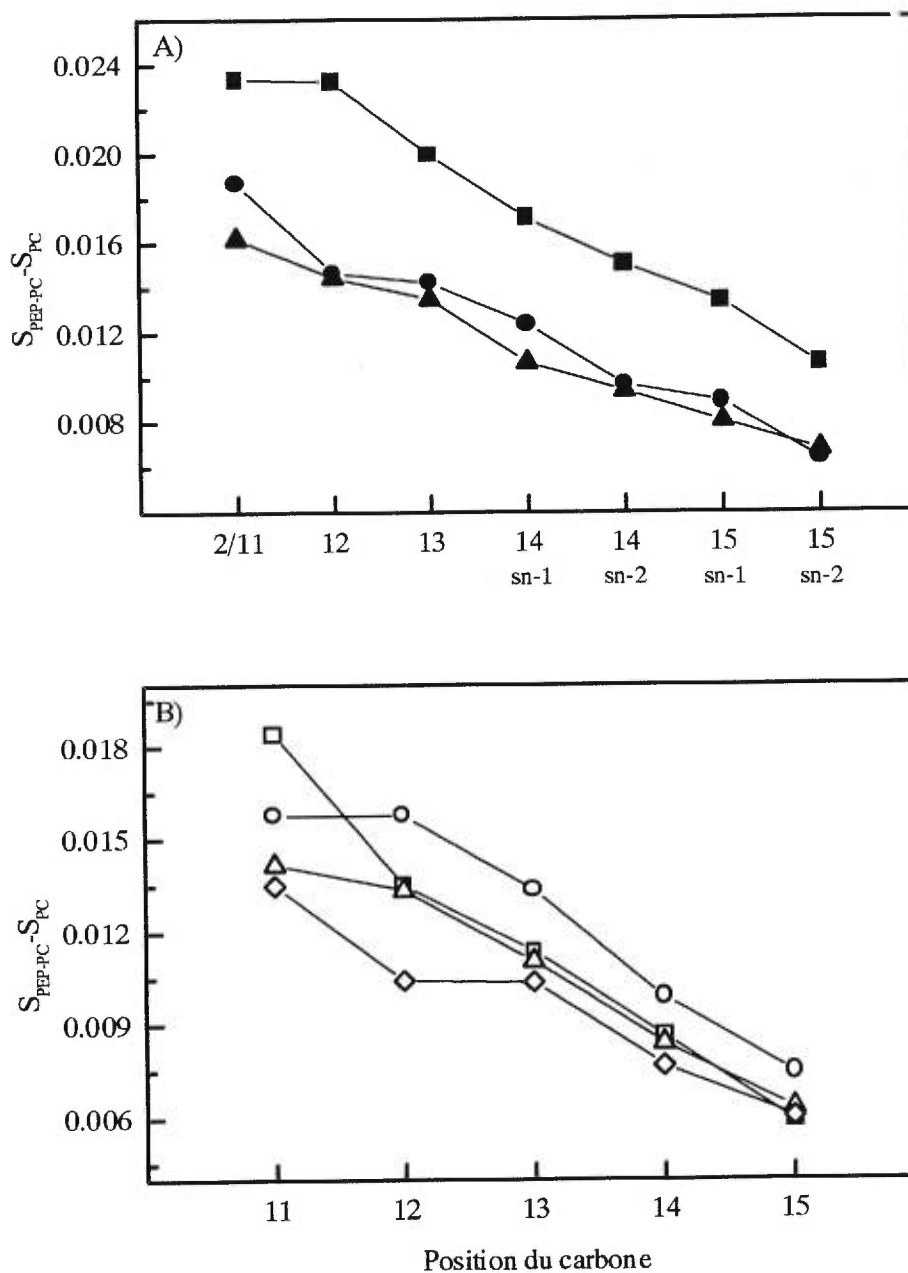 A)
0.024
0.020
0.016
0.012
0.008
S_PEP-PC-S_PC
2/11 12 13 14 14 15 15
sn-1 sn-2 sn-1 sn-2
B)
0.018
0.015
0.012
0.009
0.006
S_PEP-PC-S_PC
11 12 13 14 15
Position du carbone